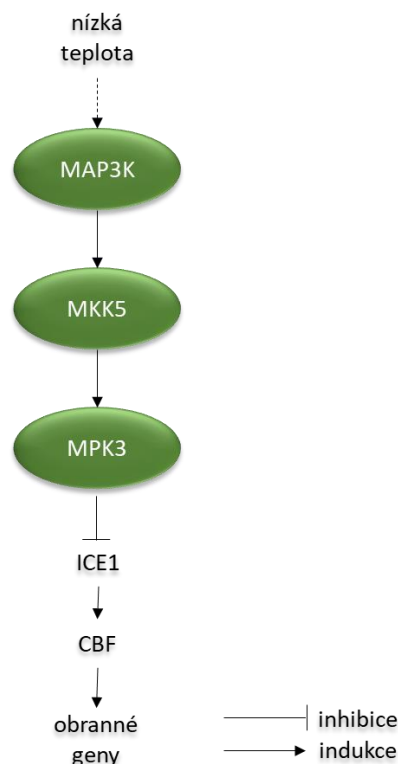 nízká
teplota
MAP3K
MKK5
MPK3
ICE1
CBF
obranné
geny
inhibice
indukce